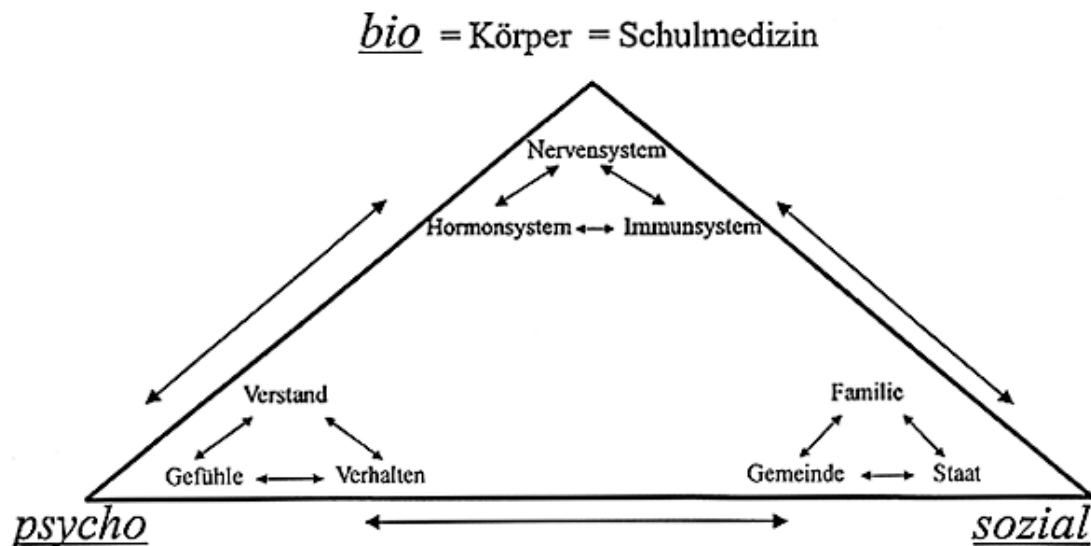 bio = Körper = Schulmedizin
Nervensystem
Hormonsystem Immunsystem
Verstand
Gefühle Verhalten
Familie
Gemeinde Staat
psycho sozial